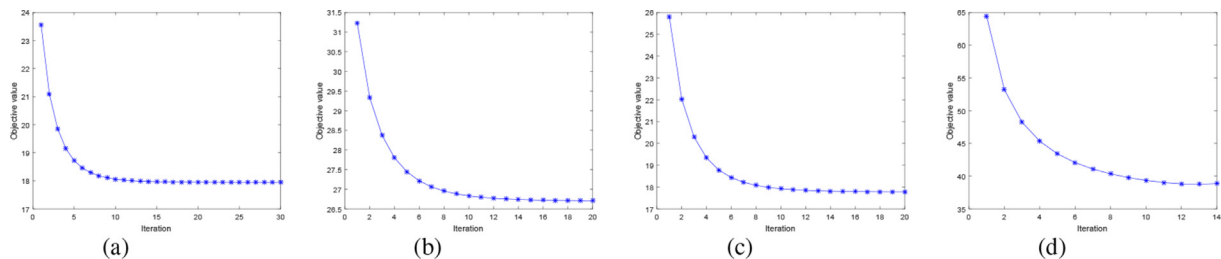 24
23
22
21
20
19
18
17
Objective value
0 5 10 15 20 25 30
Iteration
(a)
31.5
31
30.5
30
29.5
29
28.5
28
27.5
27
26.5
Objective value
0 2 4 6 8 10 12 14 16 18 20
Iteration
(b)
26
25
24
23
22
21
20
19
18
17
Objective value
0 2 4 6 8 10 12 14 16 18 20
Iteration
(c)
65
60
55
50
45
40
35
Objective value
0 2 4 6 8 10 12 14
Iteration
(d)